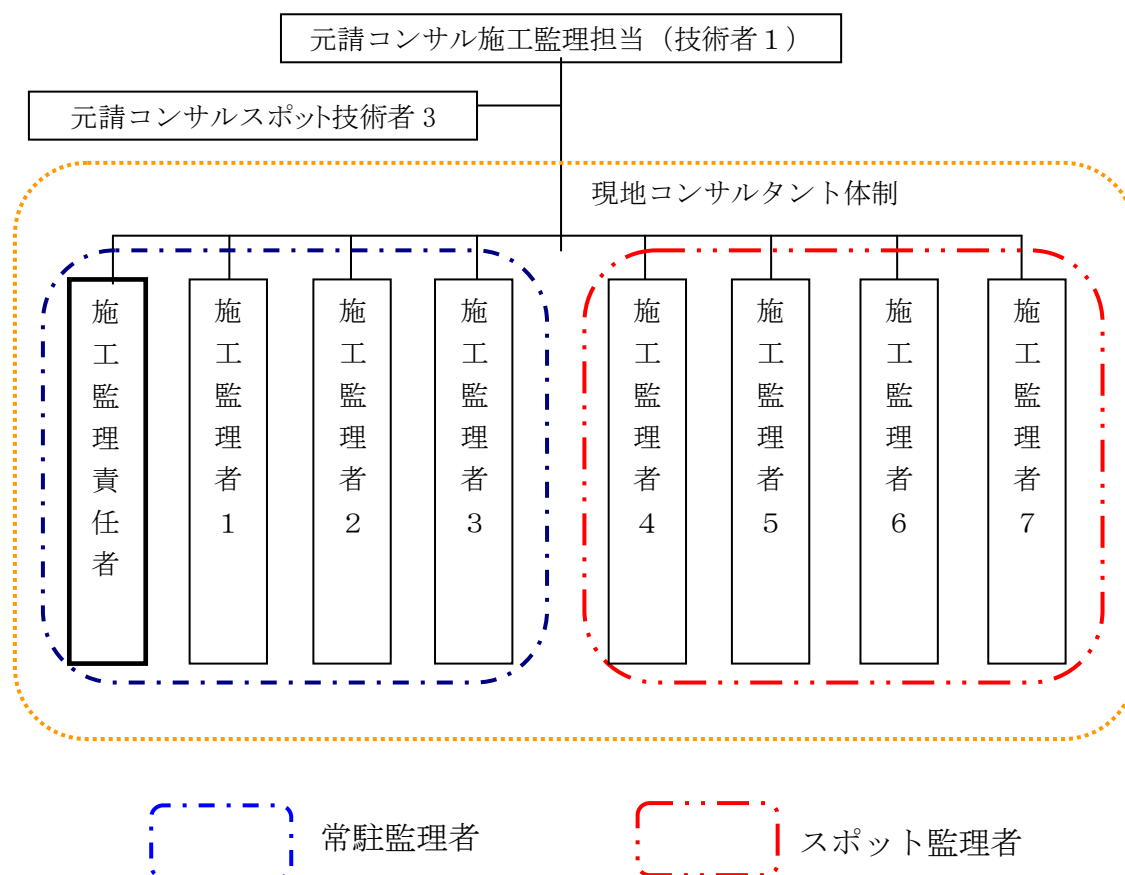 元請コンサル施工監理担当（技術者１）
元請コンサルスポット技術者３
現地コンサルタント体制
施工監理責任者
施工監理者１
施工監理者２
施工監理者３
施工監理者４
施工監理者５
施工監理者６
施工監理者７
常駐監理者
スポット監理者